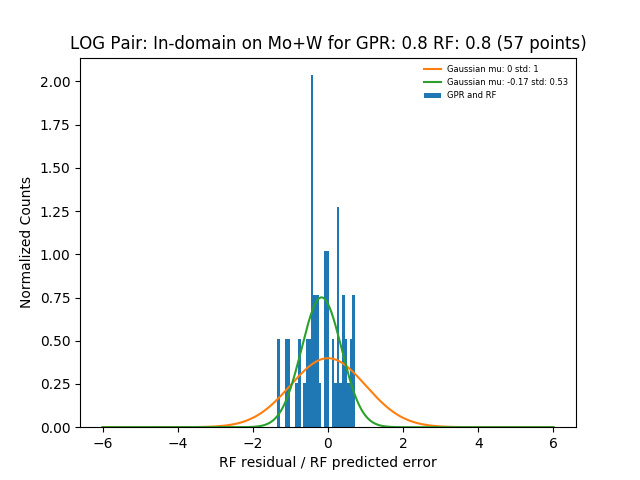 LOG Pair: In-domain on Mo+W for GPR: 0.8 RF: 0.8 (57 points)
Gaussian mu: 0 std: 1
Gaussian mu: -0.17 std: 0.53
GPR and RF
Normalized Counts
2.00
1.75
1.50
1.25
1.00
0.75
0.50
0.25
0.00
−6 −4 −2 0 2 4 6
RF residual / RF predicted error